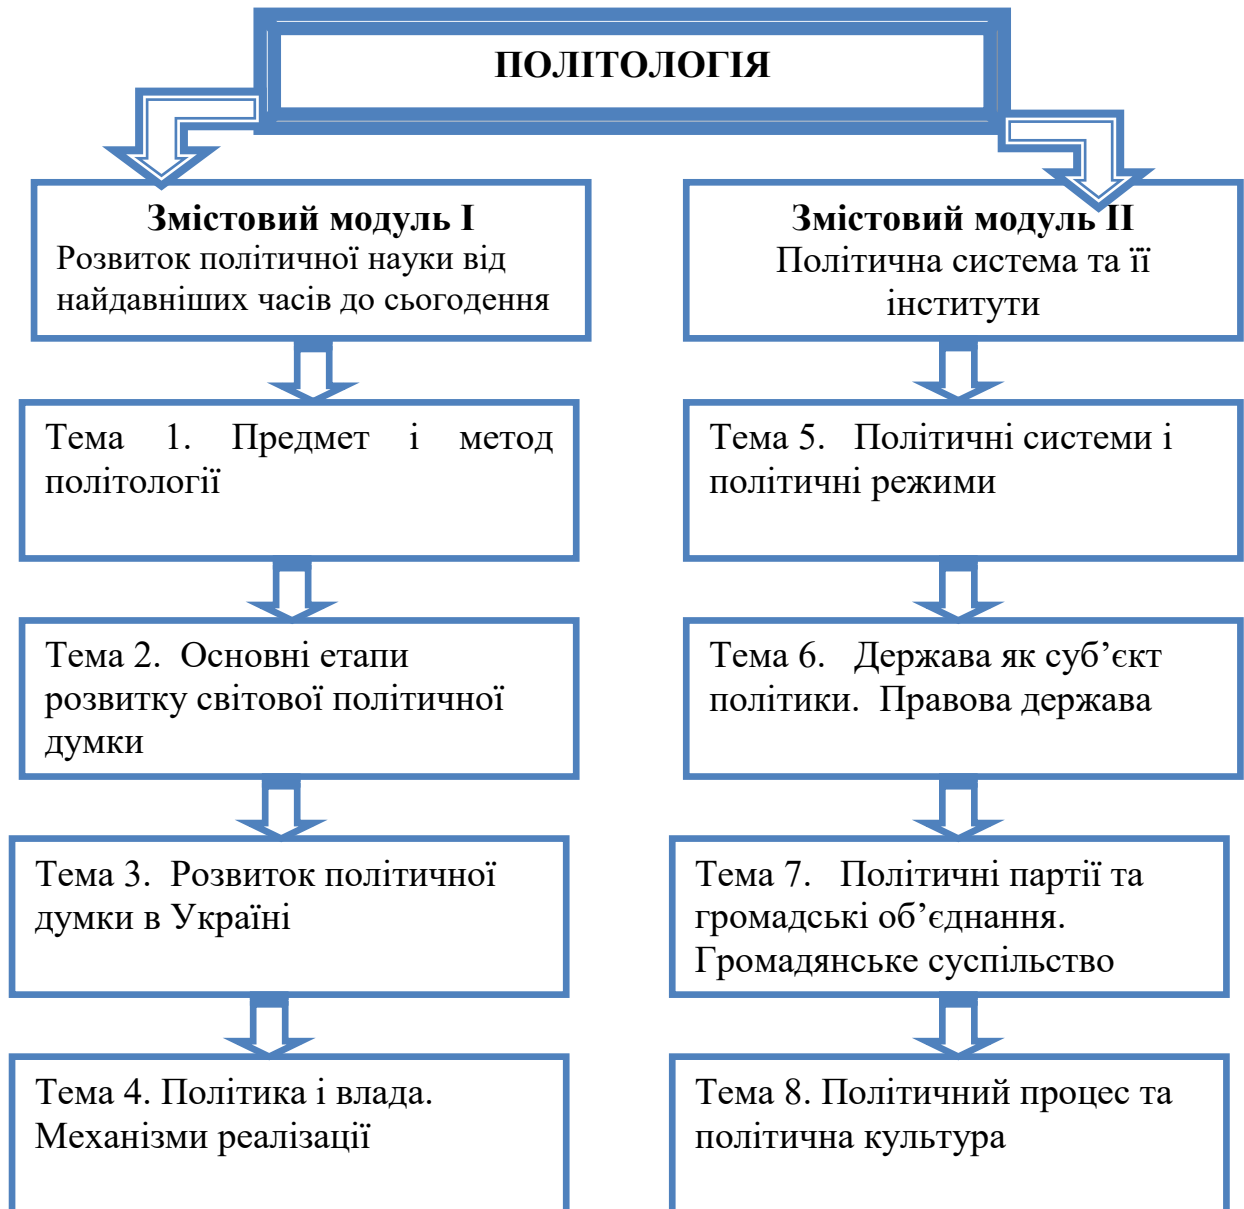 ПОЛІТОЛОГІЯ
Змістовий модуль І
Розвиток політичної науки від
найдавніших часів до сьогодення
Тема 1. Предмет і метод
політології
Тема 2. Основні етапи
розвитку світової політичної
думки
Тема 3. Розвиток політичної
думки в Україні
Тема 4. Політика і влада.
Механізми реалізації
Змістовий модуль ІІ
Політична система та її
інститути
Тема 5. Політичні системи і
політичні режими
Тема 6. Держава як суб’єкт
політики. Правова держава
Тема 7. Політичні партії та
громадські об’єднання.
Громадянське суспільство
Тема 8. Політичний процес та
політична культура